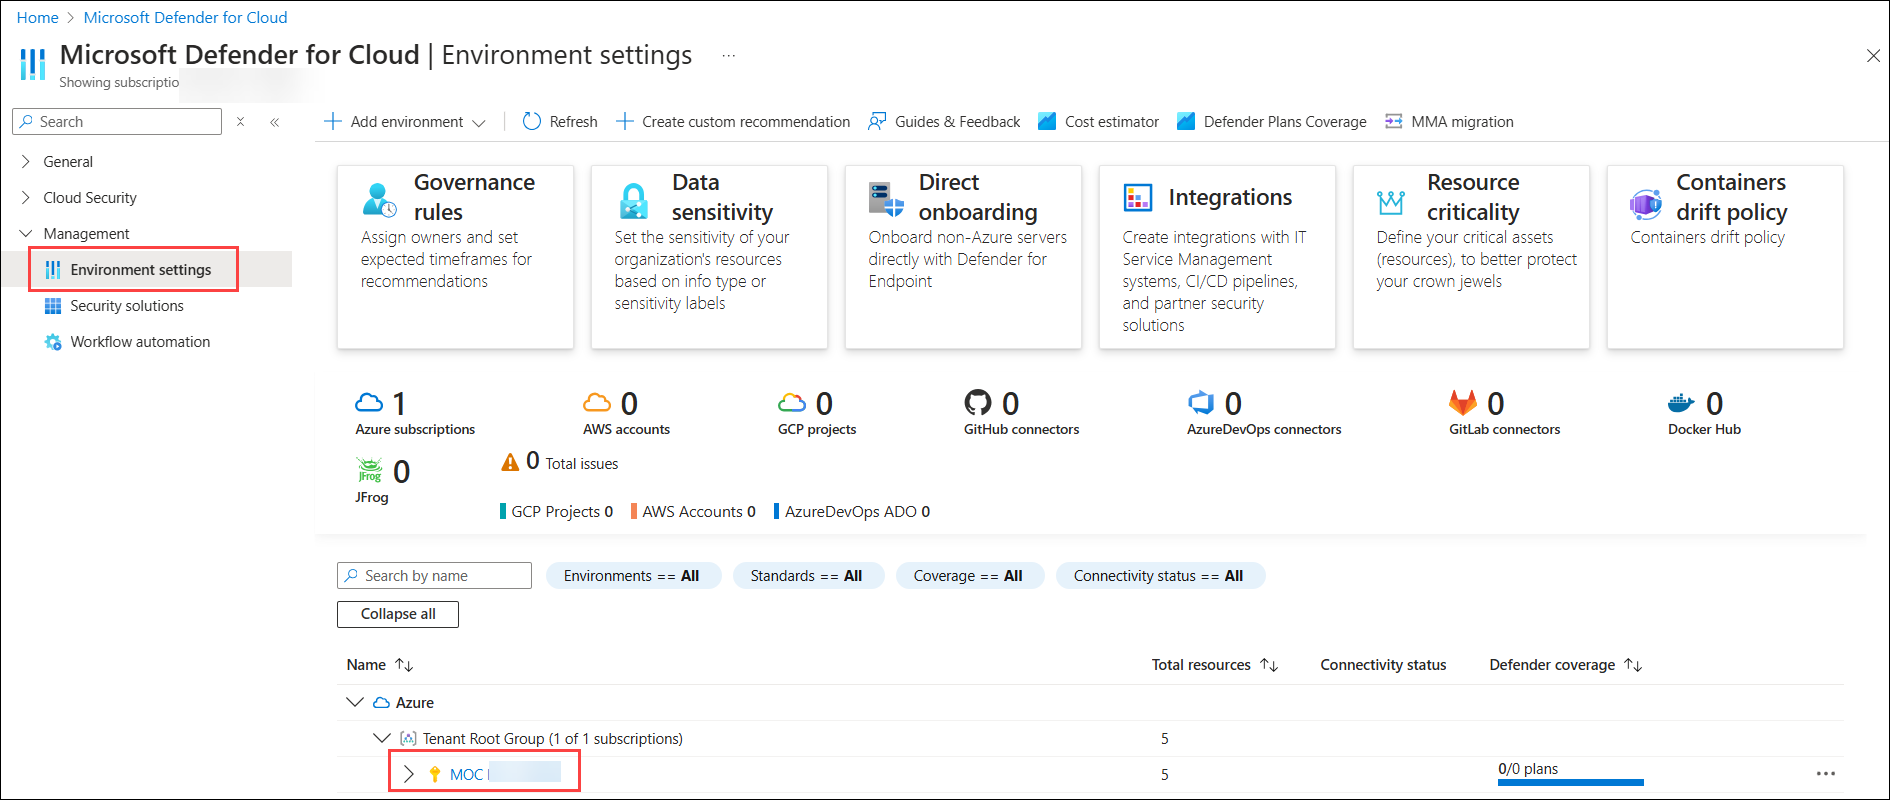 Home > Microsoft Defender for Cloud
Microsoft Defender for Cloud | Environment settings ...
Showing subscriptio
Search
General
Cloud Security
Management
Environment settings
Security solutions
Workflow automation
Add environment
Refresh
Create custom recommendation
Guides & Feedback
Cost estimator
Defender Plans Coverage
MMA migration
Governance
rules
Assign owners and set
expected timeframes for
recommendations
Data
sensitivity
Set the sensitivity of your
organization's resources
based on info type or
sensitivity labels
Direct
onboarding
Onboard non-Azure servers
directly with Defender for
Endpoint
Integrations
Create integrations with IT
Service Management
systems, CI/CD pipelines,
and partner security
solutions
Resource
criticality
Define your critical assets
(resources), to better protect
your crown jewels
Containers
drift policy
Containers drift policy
1
Azure subscriptions
0
AWS accounts
0
GCP projects
0
GitHub connectors
0
AzureDevOps connectors
0
GitLab connectors
0
Docker Hub
JFrog
0
JFrog
0 Total issues
GCP Projects 0
AWS Accounts 0
AzureDevOps ADO 0
Search by name
Environments == All
Standards == All
Coverage == All
Connectivity status == All
Collapse all
Name
Total resources
Connectivity status
Defender coverage
Azure
Tenant Root Group (1 of 1 subscriptions)
5
MOC
5
0/0 plans
...